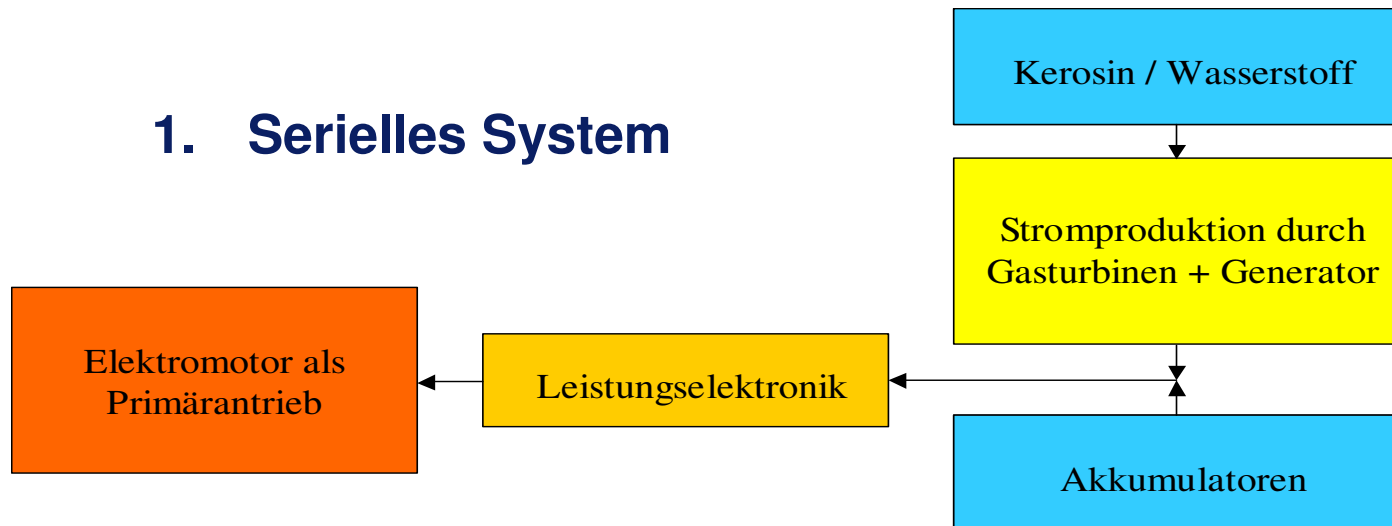 1. Serielles System
Kerosin / Wasserstoff
Stromproduktion durch
Gasturbinen + Generator
Elektromotor als
Primärantrieb
Leistungselektronik
Akkumulatoren